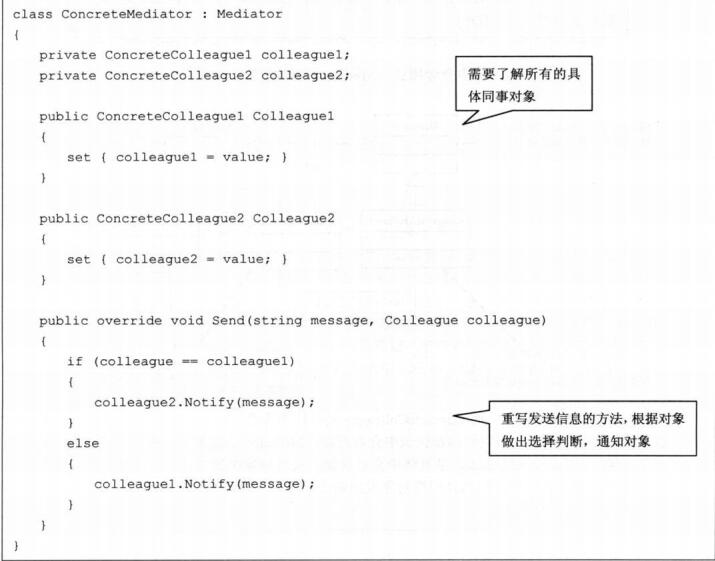 class ConcreteMediator : Mediator
{
private ConcreteColleague1 colleague1;
private ConcreteColleague2 colleague2;
需要了解所有的具
体同事对象
public ConcreteColleague1 Colleague1
{
set { colleague1 = value; }
}
public ConcreteColleague2 Colleague2
{
set { colleague2 = value; }
}
public override void Send(string message, Colleague colleague)
{
if (colleague == colleague1)
{
colleague2.Notify(message);
}
重写发送信息的方法,根据对象
做出选择判断，通知对象
else
{
colleague1.Notify(message);
}
}
}